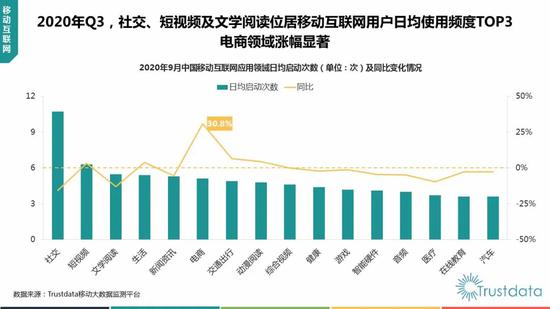 移动互联网
2020年Q3，社交、短视频及文学阅读位居移动互联网用户日均使用频度TOP3
电商领域涨幅显著
2020年9月中国移动互联网应用领域日均启动次数（单位：次）及同比变化情况
日均启动次数 同比
12
9
6
3
0
50%
25%
0%
-25%
-50%
30.8%
社交
短视频
文学阅读
生活
新闻资讯
电商
交通出行
动漫阅读
综合视频
健康
游戏
智能硬件
音频
医疗
在线教育
汽车
数据来源：Trustdata移动大数据监测平台
Trustdata